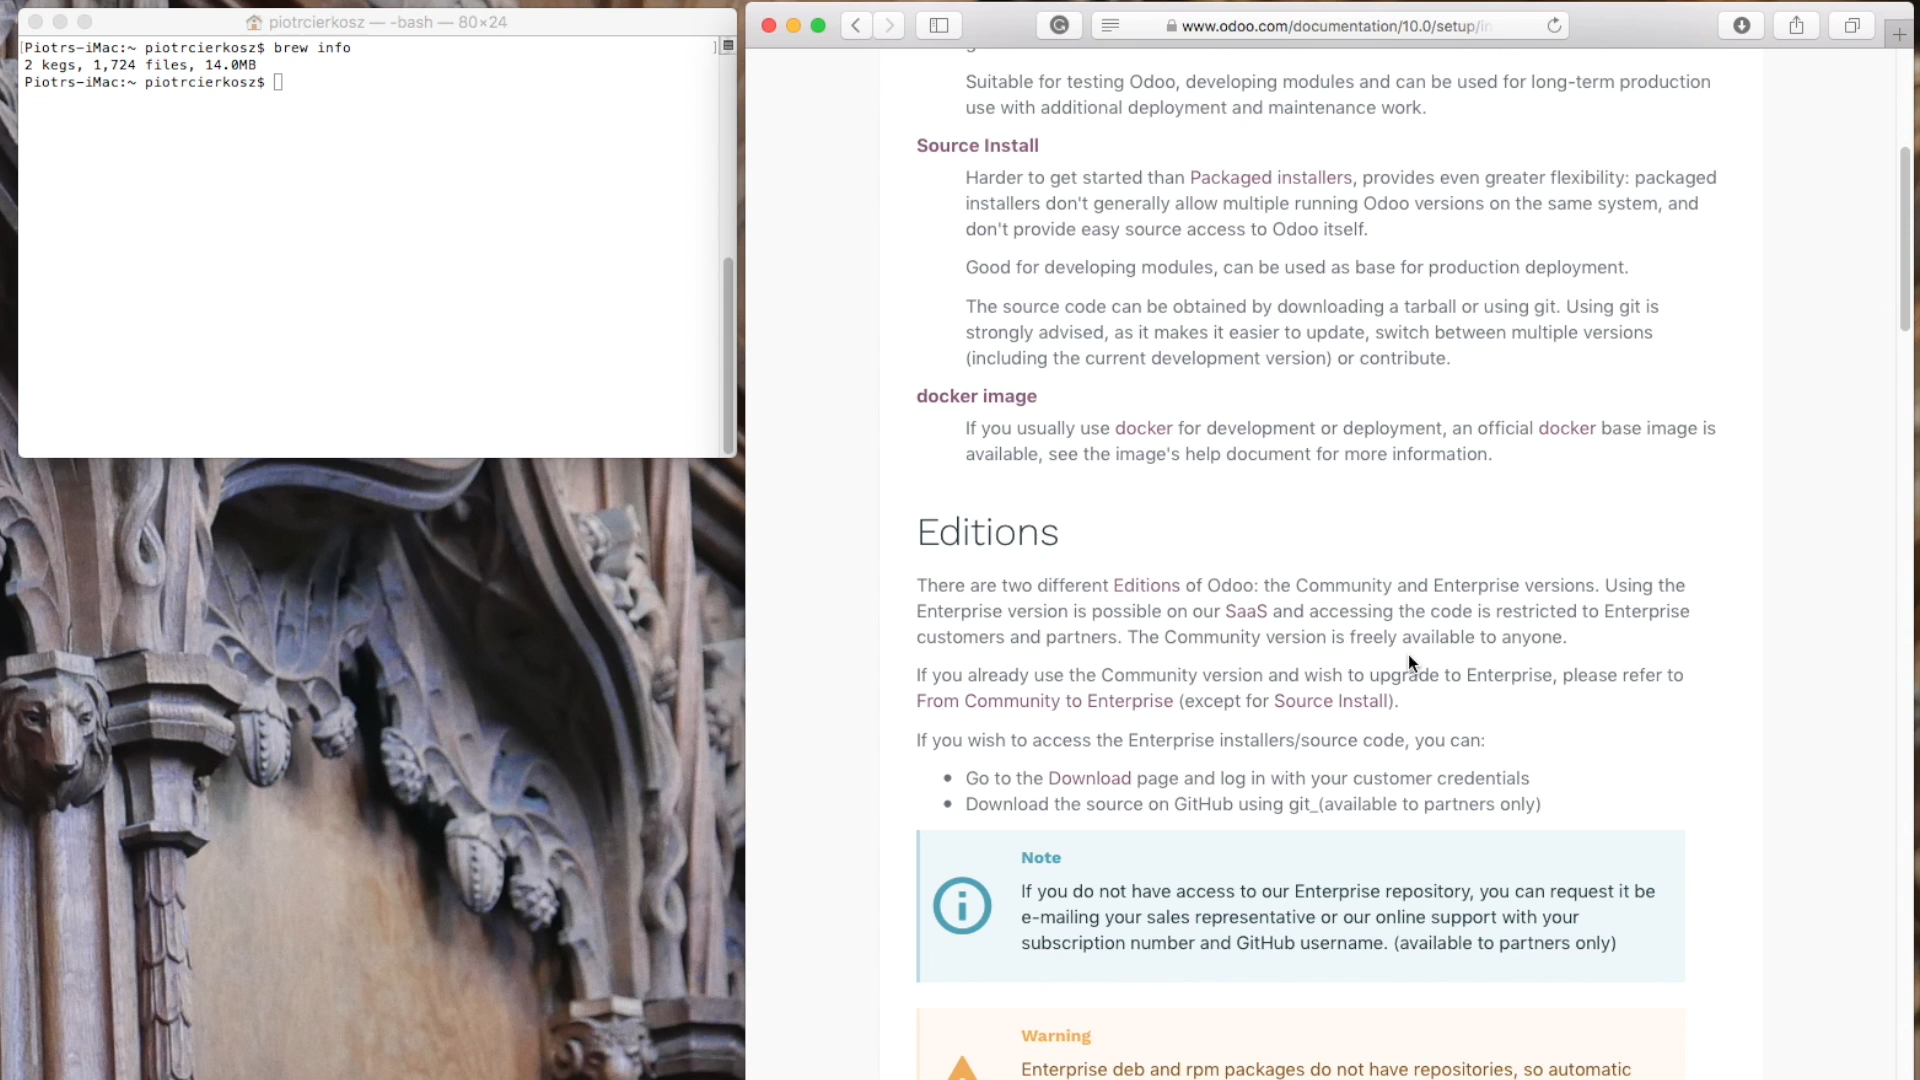 piotrcierkosz — -bash — 80×24
[Piotrs-iMac:~ piotrcierkosz$ brew info ]
2 kegs, 1,724 files, 14.0MB
Piotrs-iMac:~ piotrcierkosz$
www.odoo.com/documentation/10.0/setup/in
Suitable for testing Odoo, developing modules and can be used for long-term production
use with additional deployment and maintenance work.
Source Install
Harder to get started than Packaged installers, provides even greater flexibility: packaged
installers don't generally allow multiple running Odoo versions on the same system, and
don't provide easy source access to Odoo itself.
Good for developing modules, can be used as base for production deployment.
The source code can be obtained by downloading a tarball or using git. Using git is
strongly advised, as it makes it easier to update, switch between multiple versions
(including the current development version) or contribute.
docker image
If you usually use docker for development or deployment, an official docker base image is
available, see the image's help document for more information.
Editions
There are two different Editions of Odoo: the Community and Enterprise versions. Using the
Enterprise version is possible on our SaaS and accessing the code is restricted to Enterprise
customers and partners. The Community version is freely available to anyone.
If you already use the Community version and wish to upgrade to Enterprise, please refer to
From Community to Enterprise (except for Source Install).
If you wish to access the Enterprise installers/source code, you can:
• Go to the Download page and log in with your customer credentials
• Download the source on GitHub using git_(available to partners only)
Note
If you do not have access to our Enterprise repository, you can request it be
e-mailing your sales representative or our online support with your
subscription number and GitHub username. (available to partners only)
Warning
Enterprise deb and rpm packages do not have repositories, so automatic